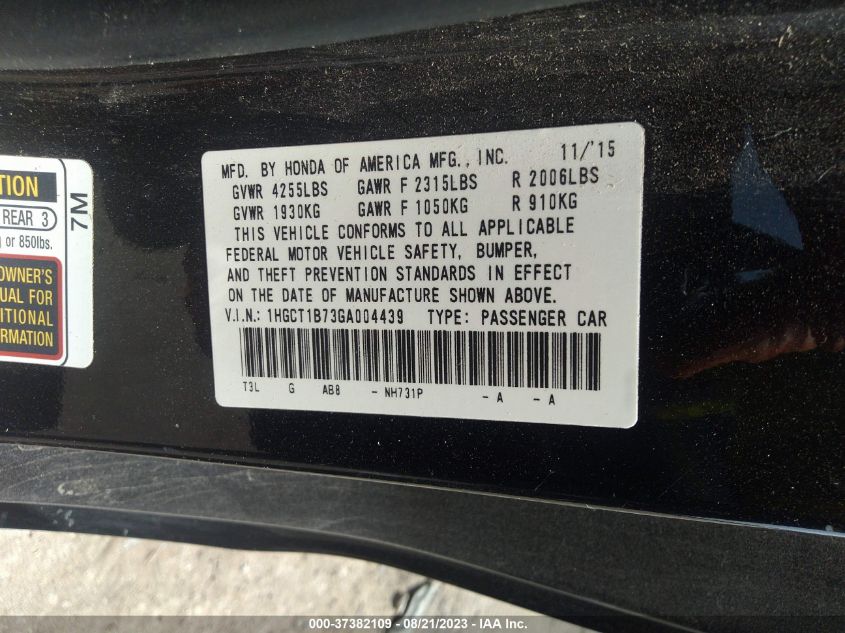 MFD. BY HONDA OF AMERICA MFG., INC. 11/'15
GVWR 4255LBS GAWR F 2315LBS R 2006LBS
GVWR 1930KG GAWR F 1050KG R 910KG
THIS VEHICLE CONFORMS TO ALL APPLICABLE
FEDERAL MOTOR VEHICLE SAFETY, BUMPER,
AND THEFT PREVENTION STANDARDS IN EFFECT
ON THE DATE OF MANUFACTURE SHOWN ABOVE.
V.I.N.: 1HGCT1B73GA004439 TYPE: PASSENGER CAR
T3L G AB8 - NH731P - A - A
TION
REAR 3
or 850lbs.
OWNER'S
UAL FOR
ITIONAL
ORMATION
7M
000-37382109 - 08/21/2023 - IAA Inc.